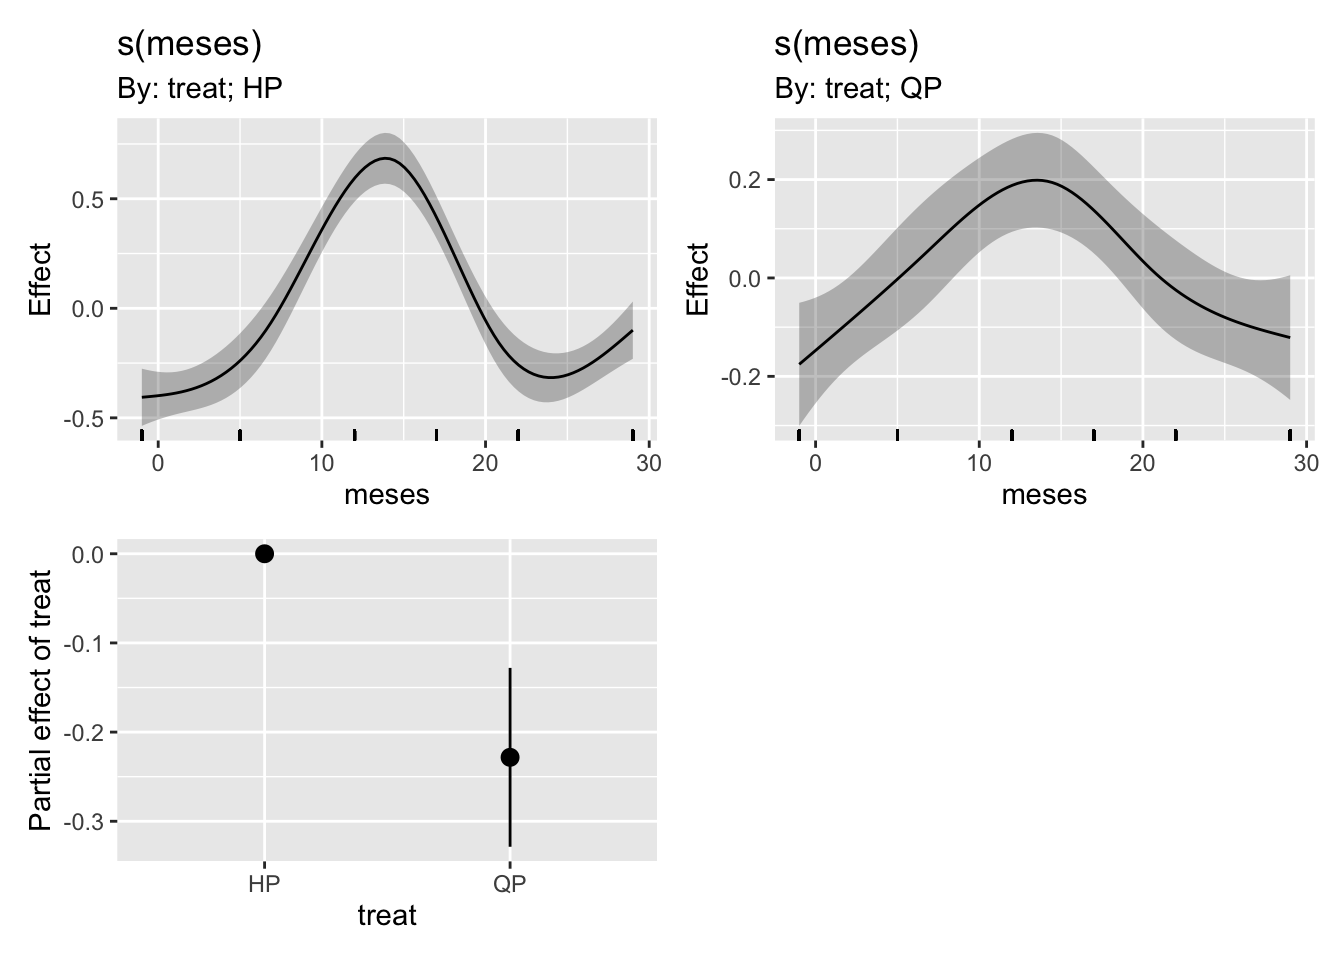 s(meses)
By: treat; HP
Effect
0.5
0.0
-0.5
0
10
20
30
meses
s(meses)
By: treat; QP
Effect
0.2
0.0
-0.2
0
10
20
30
meses
Partial effect of treat
0.0
-0.1
-0.2
-0.3
HP
QP
treat